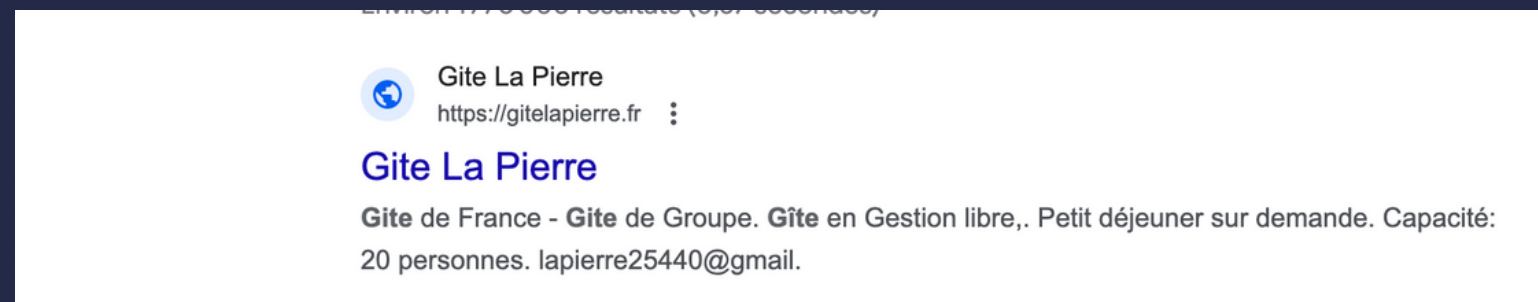 Gite La Pierre
https://gitelapierre.fr
Gite La Pierre
Gite de France - Gite de Groupe. Gîte en Gestion libre,. Petit déjeuner sur demande. Capacité:
20 personnes. lapierre25440@gmail.